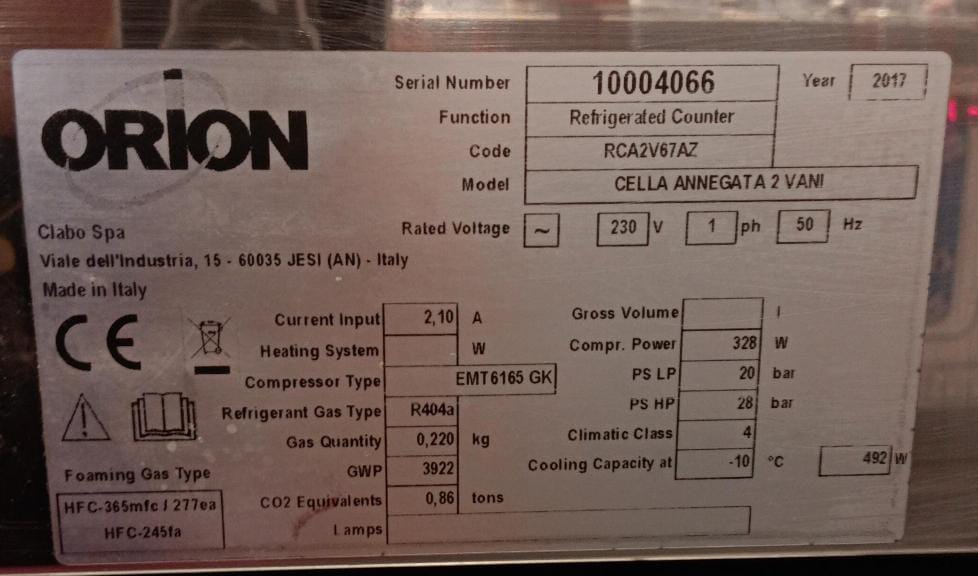 ORION
Serial Number 10004066 Year 2017
Function Refrigerated Counter
Code RCA2V67AZ
Model CELLA ANNEGATA 2 VANI
Rated Voltage ~ 230 V 1 ph 50 Hz
Clabo Spa
Viale dell'Industria, 15 - 60035 JESI (AN) - Italy
Made in Italy
CE
Current Input 2,10 A
Heating System W
Compressor Type EMT6165 GK
Refrigerant Gas Type R404a
Gas Quantity 0,220 kg
GWP 3922
CO2 Equivalents 0,86 tons
Lamps
Gross Volume l
Compr. Power 328 W
PS LP 20 bar
PS HP 28 bar
Climatic Class 4
Cooling Capacity at -10 °C 492 W
Foaming Gas Type
HFC-365mfc / 277ea
HFC-245fa